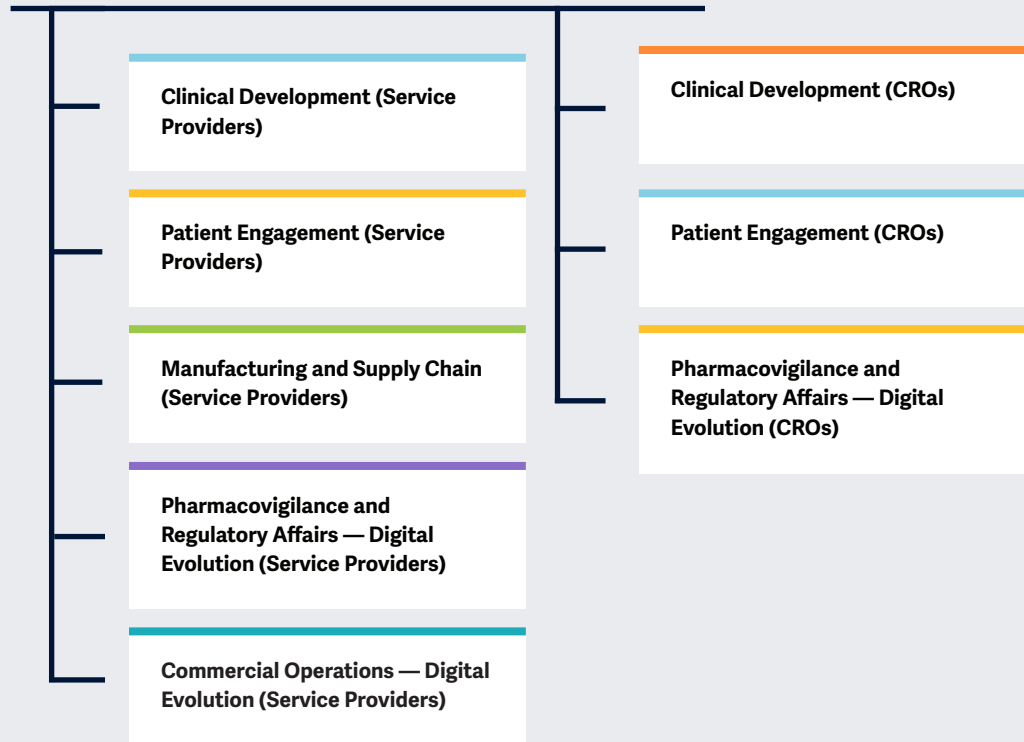 Clinical Development (Service
Providers)
Patient Engagement (Service
Providers)
Manufacturing and Supply Chain
(Service Providers)
Pharmacovigilance and
Regulatory Affairs — Digital
Evolution (Service Providers)
Commercial Operations — Digital
Evolution (Service Providers)
Clinical Development (CROs)
Patient Engagement (CROs)
Pharmacovigilance and
Regulatory Affairs — Digital
Evolution (CROs)